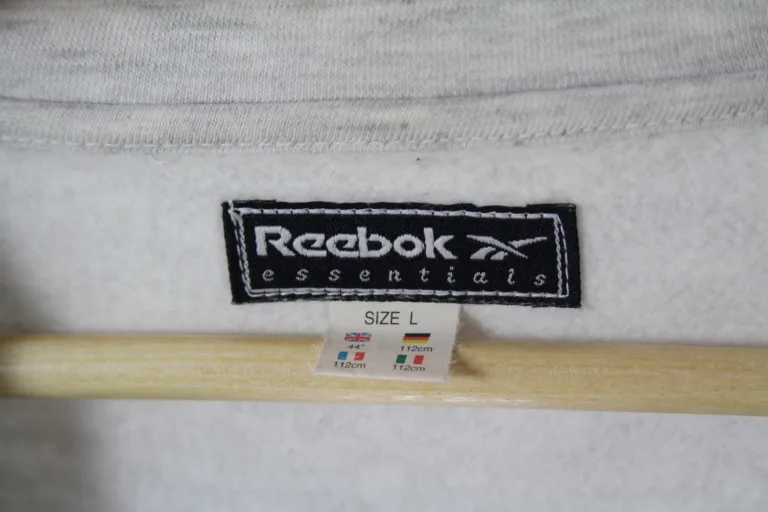 Reebok
essentials
SIZE L
44" 112cm
112cm 112cm